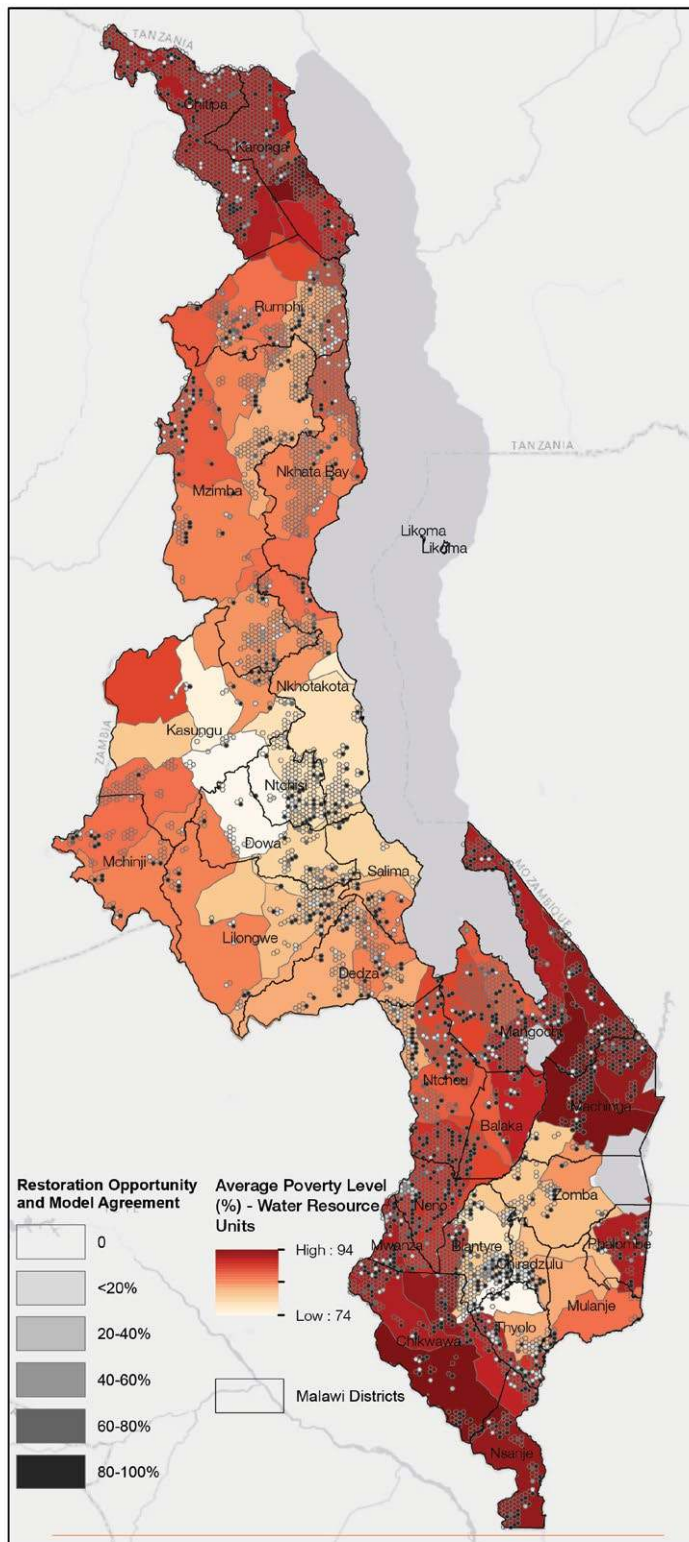 TANZANIA
Chitipa
Karonga
Rumphi
Nkhata Bay
Mzimba
TANZANIA
Likoma
Likoma
Nkhotakota
ZAMBIA
Kasungu
Ntchisi
Dowa
Mchinji
Salima
MOZAMBIQUE
Lilongwe
Dedza
Mangochi
Ntcheu
Machinga
Balaka
Zomba
Neno
Mwanza
Blantyre
Phalombe
Chiradzulu
Mulanje
Thyolo
Chikwawa
Nsanje
Restoration Opportunity
and Model Agreement
0
<20%
20-40%
40-60%
60-80%
80-100%
Average Poverty Level
(%) - Water Resource
Units
High : 94
Low : 74
Malawi Districts